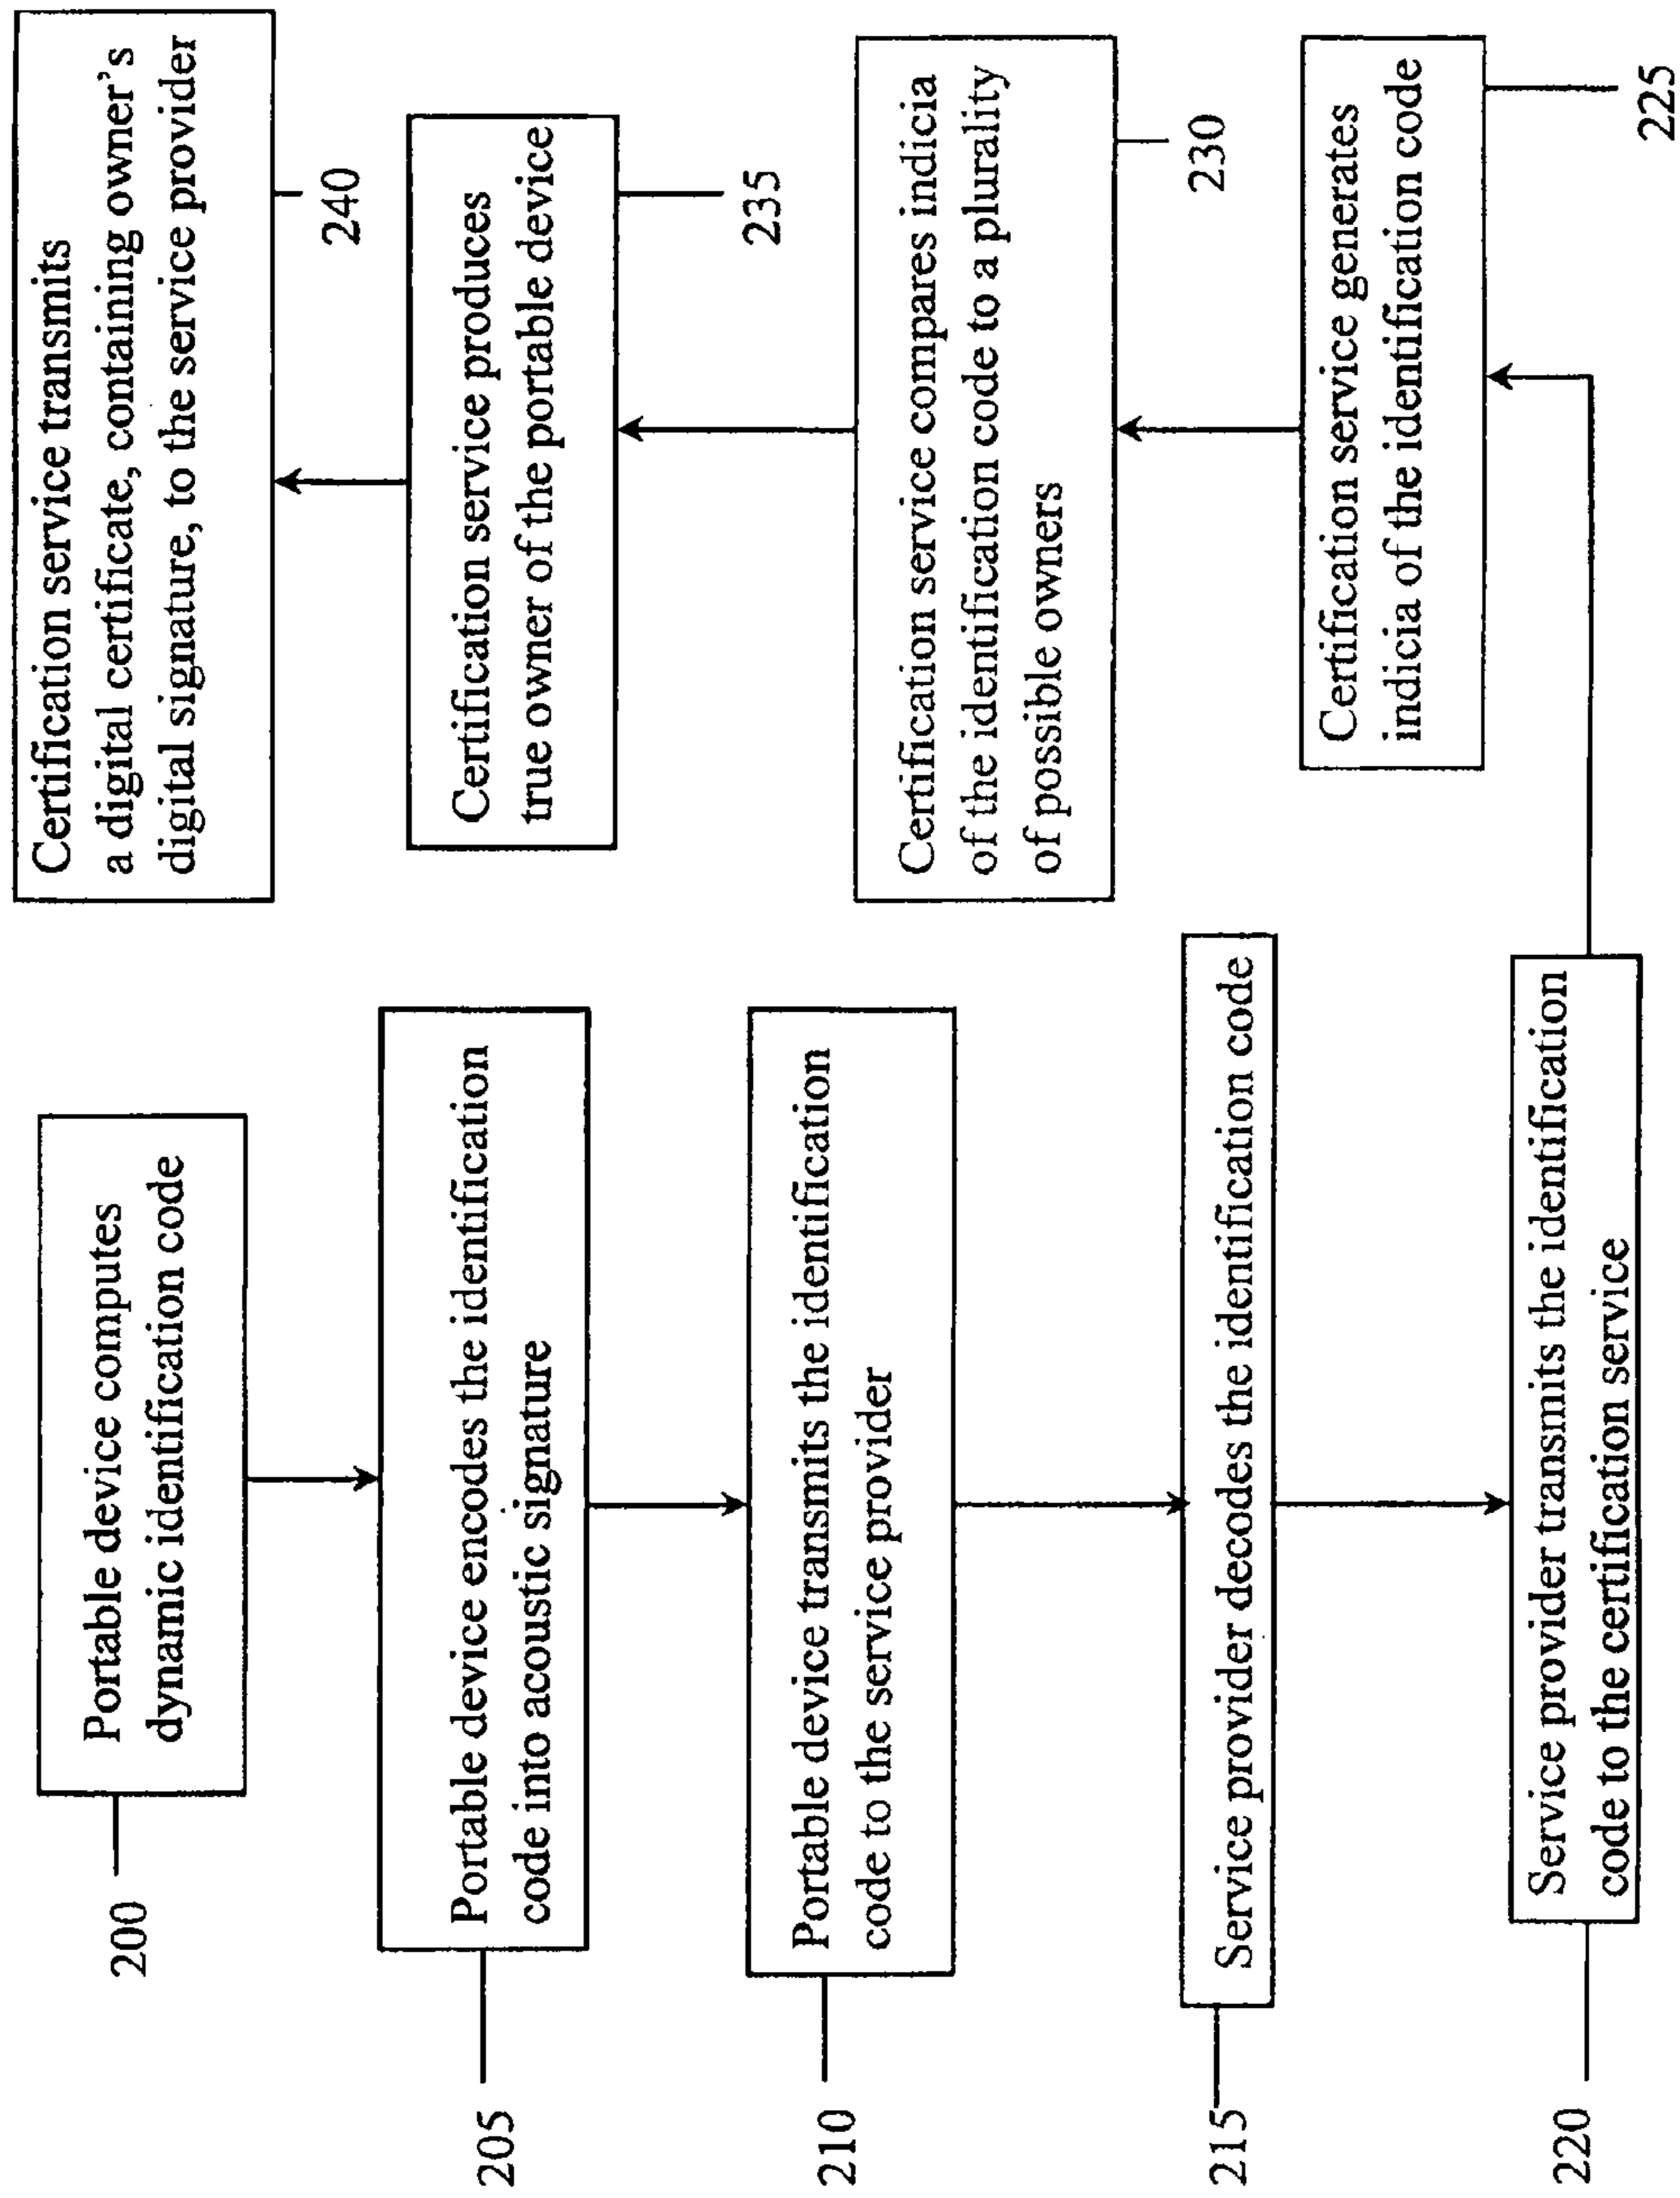 200
Portable device computes
dynamic identification code
205
Portable device encodes the identification
code into acoustic signature
210
Portable device transmits the identification
code to the service provider
215
Service provider decodes the identification code
220
Service provider transmits the identification
code to the certification service
Certification service generates
indicia of the identification code
225
Certification service compares indicia
of the identification code to a plurality
of possible owners
230
Certification service produces
true owner of the portable device
235
Certification service transmits
a digital certificate, containing owner's
digital signature, to the service provider
240